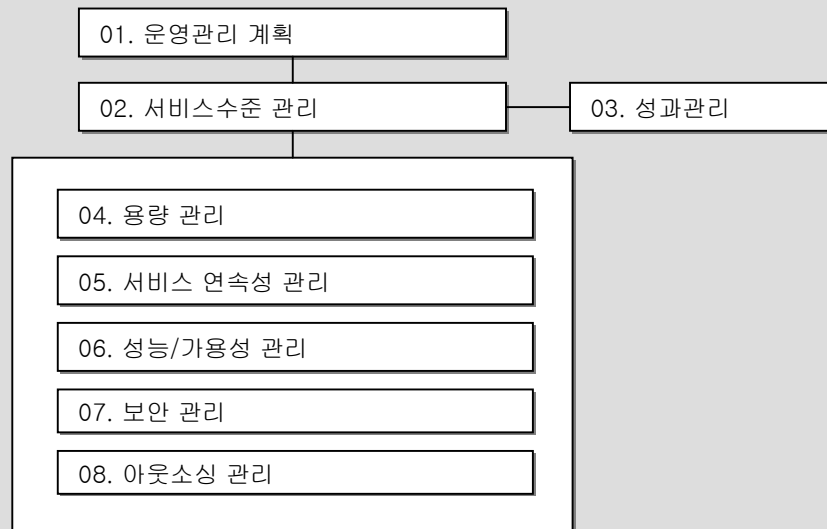 01. 운영관리 계획
02. 서비스수준 관리
03. 성과관리
04. 용량 관리
05. 서비스 연속성 관리
06. 성능/가용성 관리
07. 보안 관리
08. 아웃소싱 관리